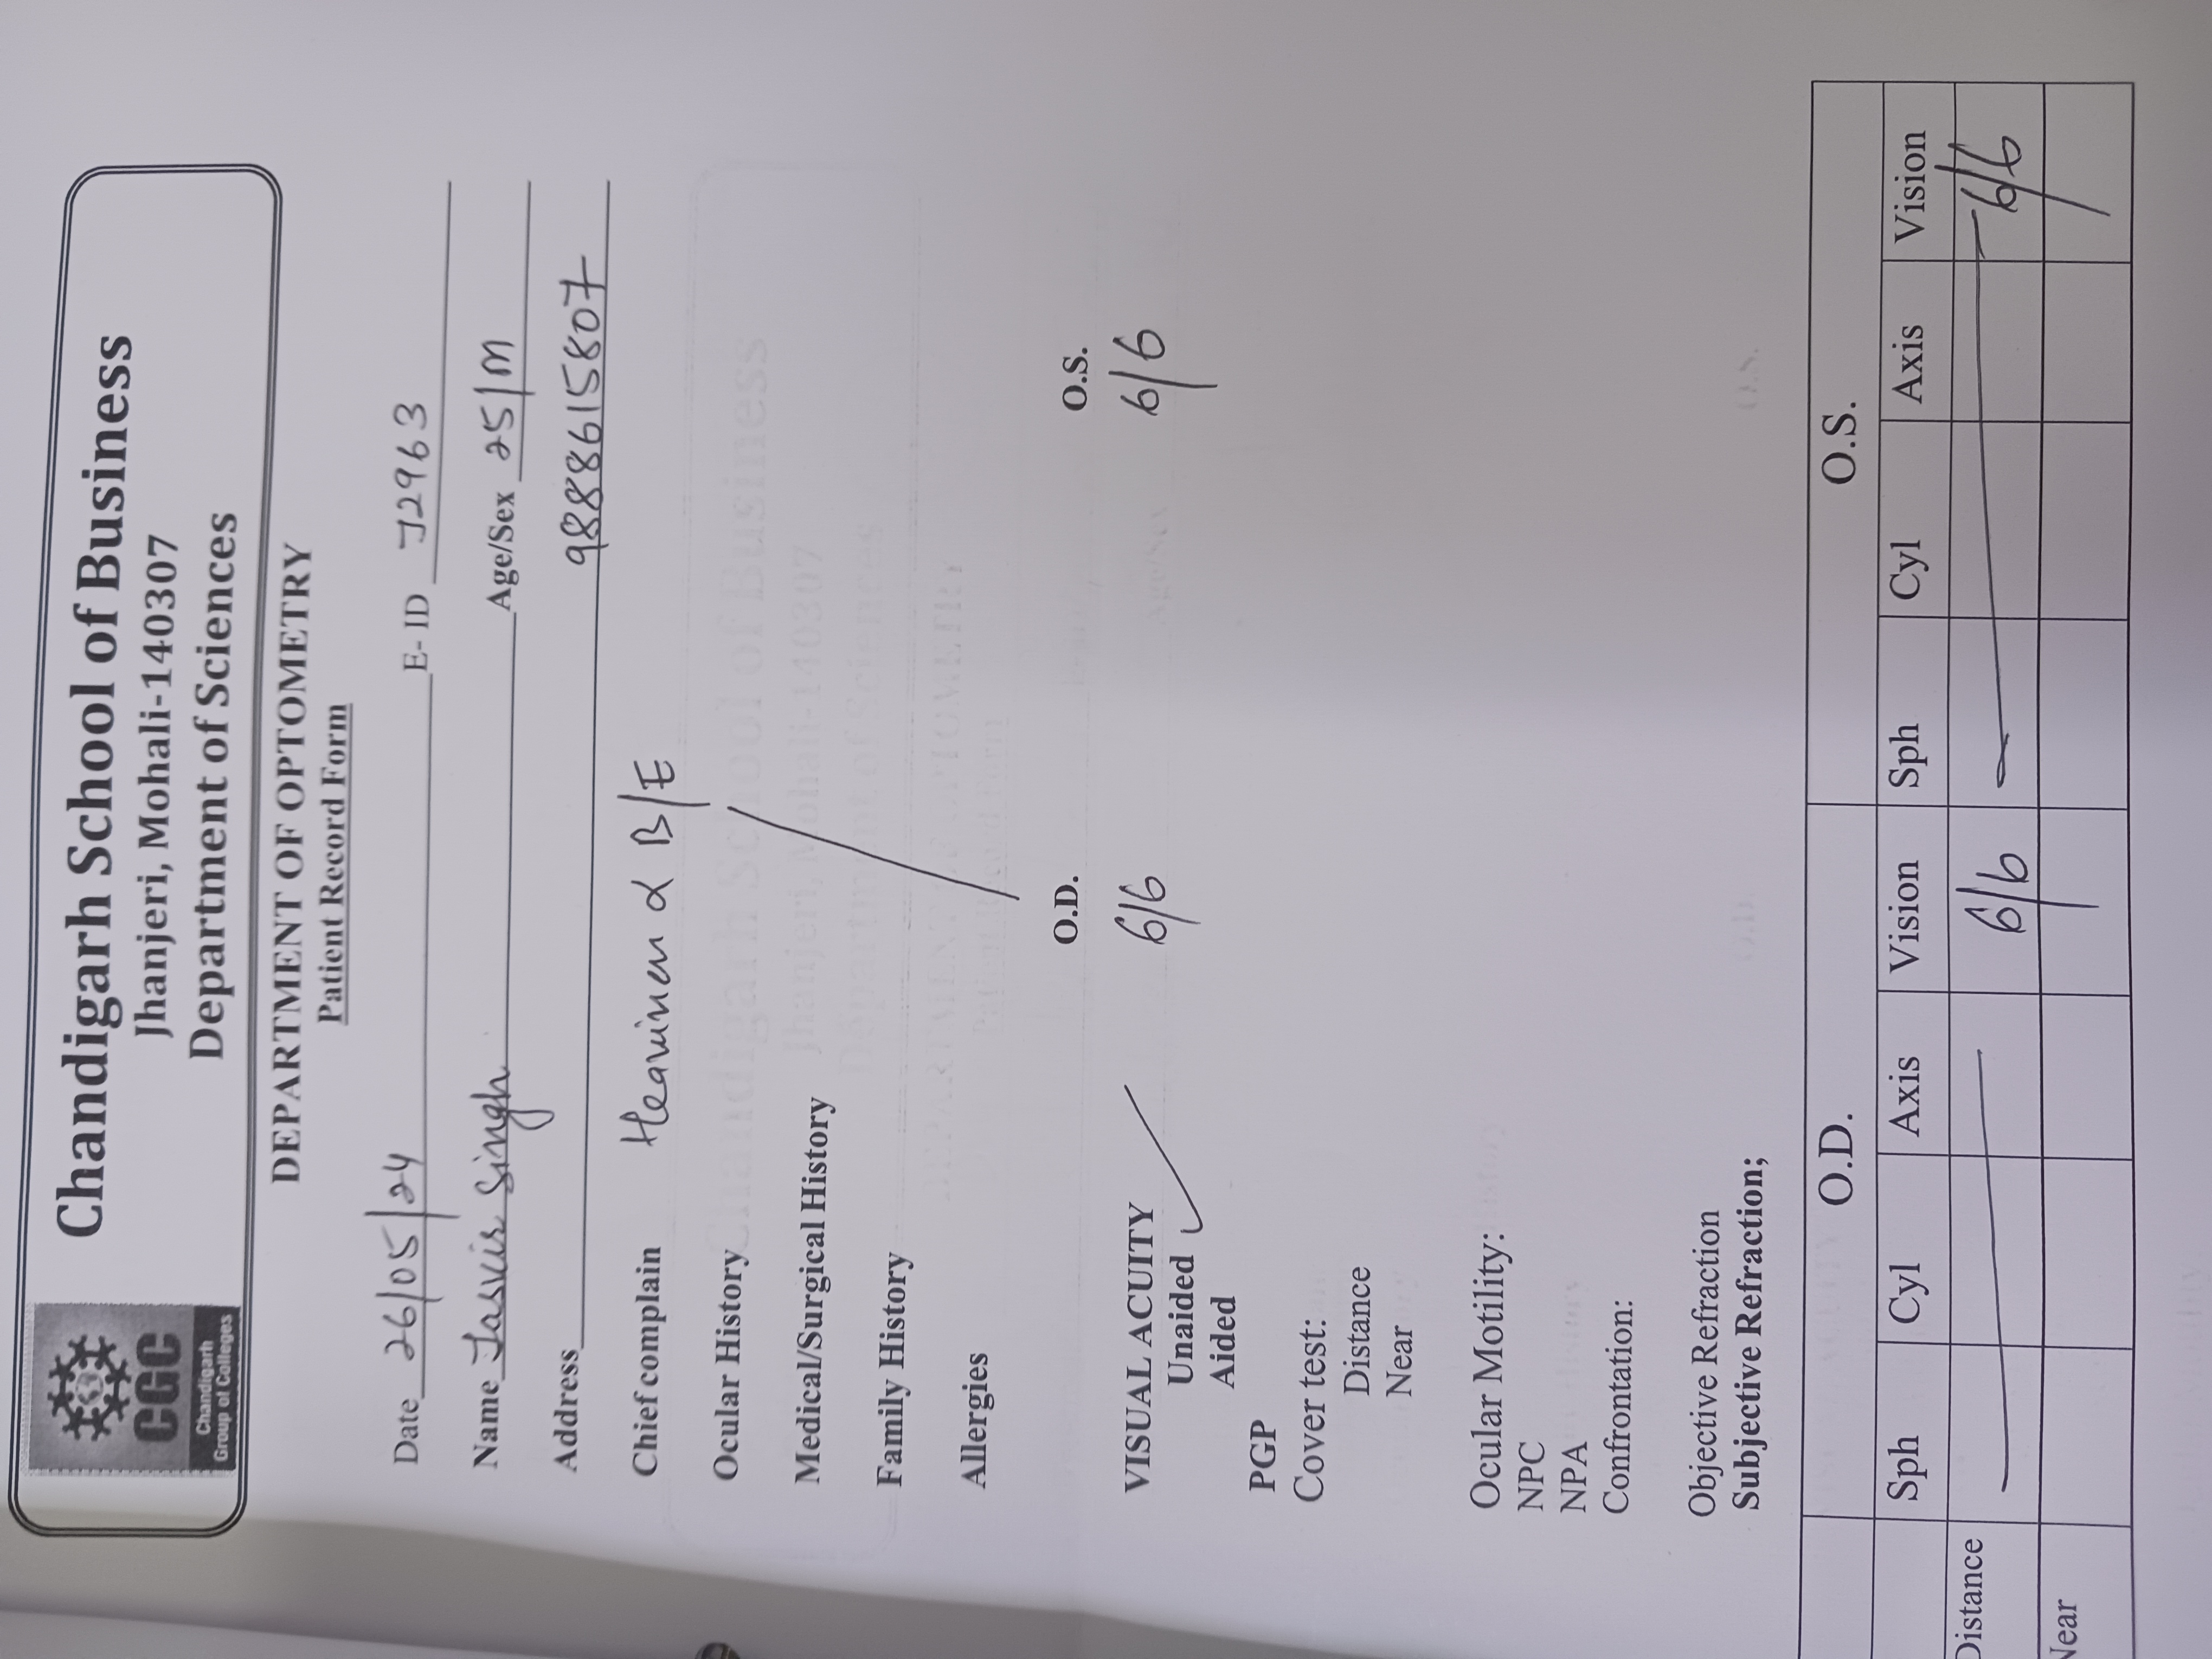 CGC
Chandigarh
Group of Colleges
Chandigarh School of Business
Jhanjeri, Mohali-140307
Department of Sciences
DEPARTMENT OF OPTOMETRY
Patient Record Form
Date 26/05/24 E- ID J2963
Name Jasvir Singh Age/Sex 25/M
Address 9888615807
Chief complain B/E
Ocular History
Medical/Surgical History
Family History
Allergies
O.D. O.S.
VISUAL ACUITY 6/6 6/6
Unaided ✓
Aided
PGP
Cover test:
Distance
Near
Ocular Motility:
NPC
NPA
Confrontation:
Objective Refraction
Subjective Refraction;
O.D. O.S.
Sph Cyl Axis Vision Sph Cyl Axis Vision
Distance 6/6 6/6
Near